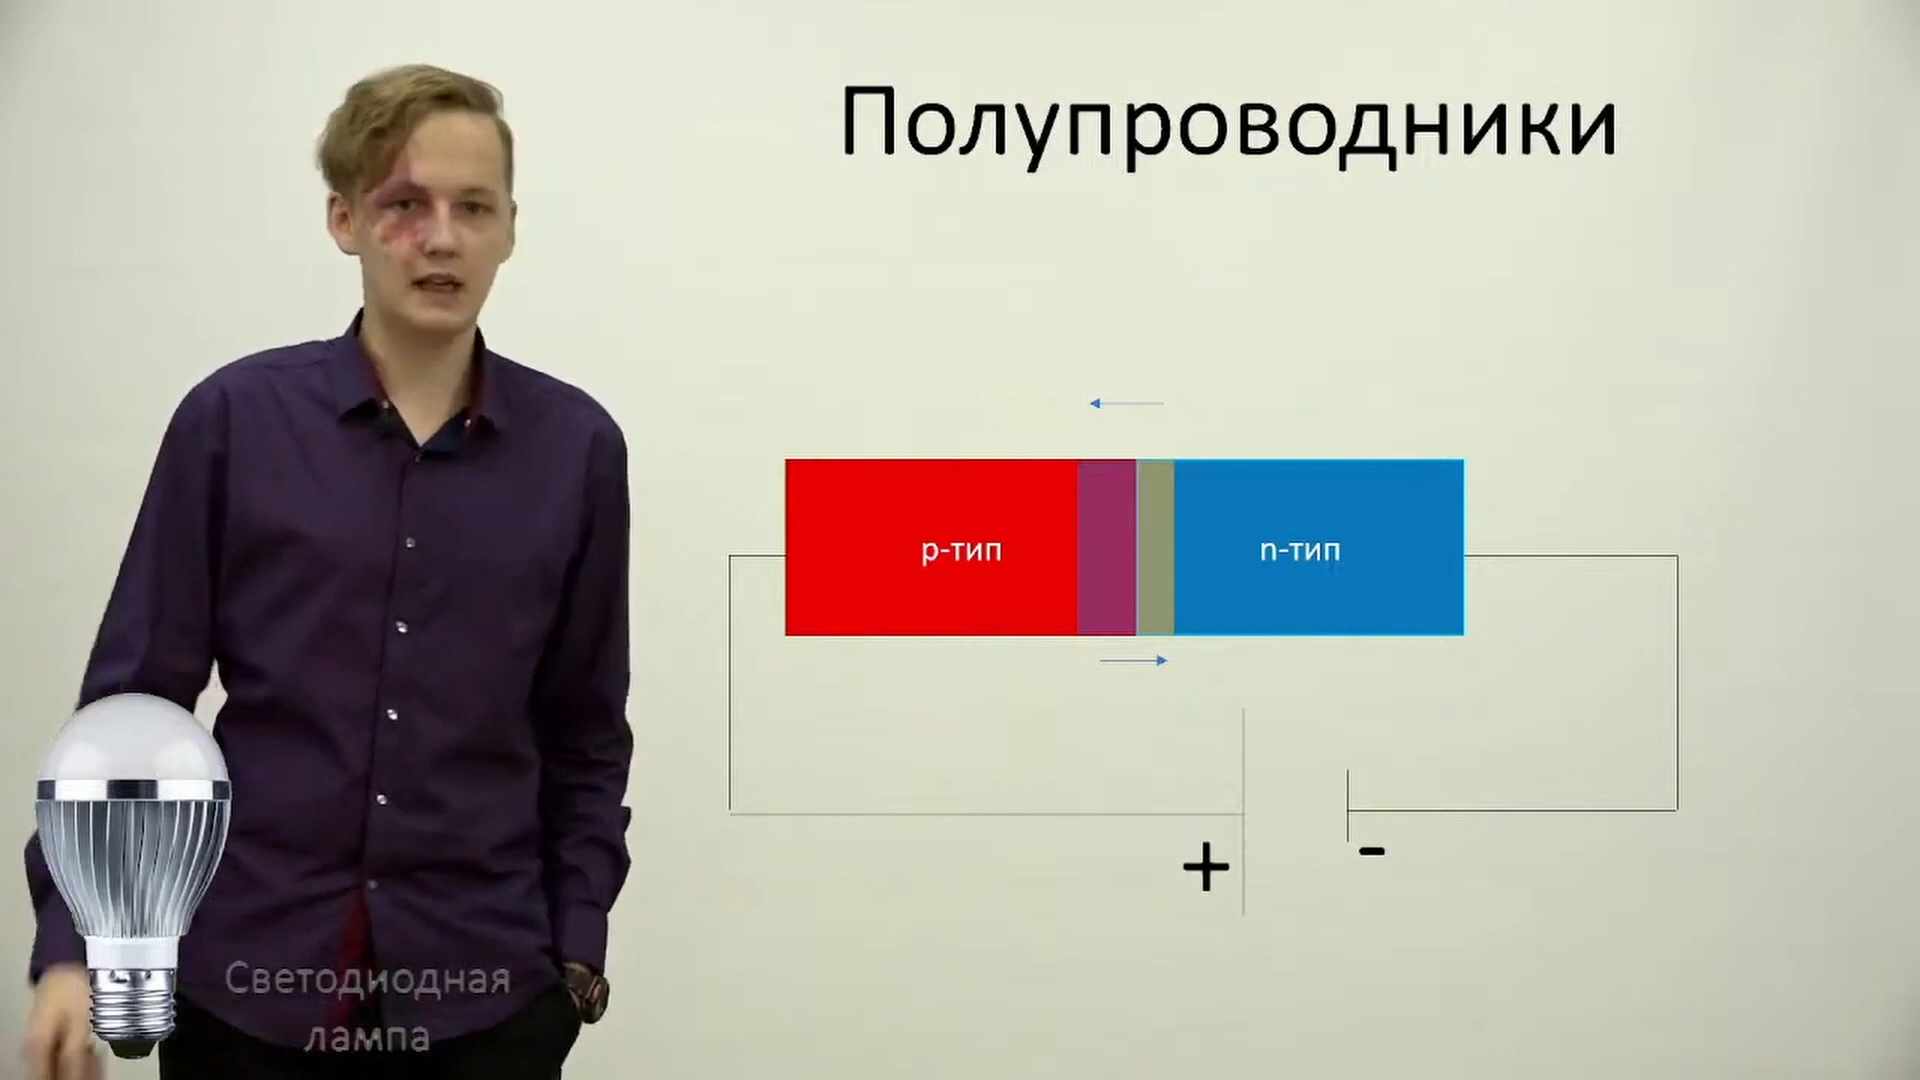 Полупроводники
p-тип
n-тип
+
-
Светодиодная
лампа